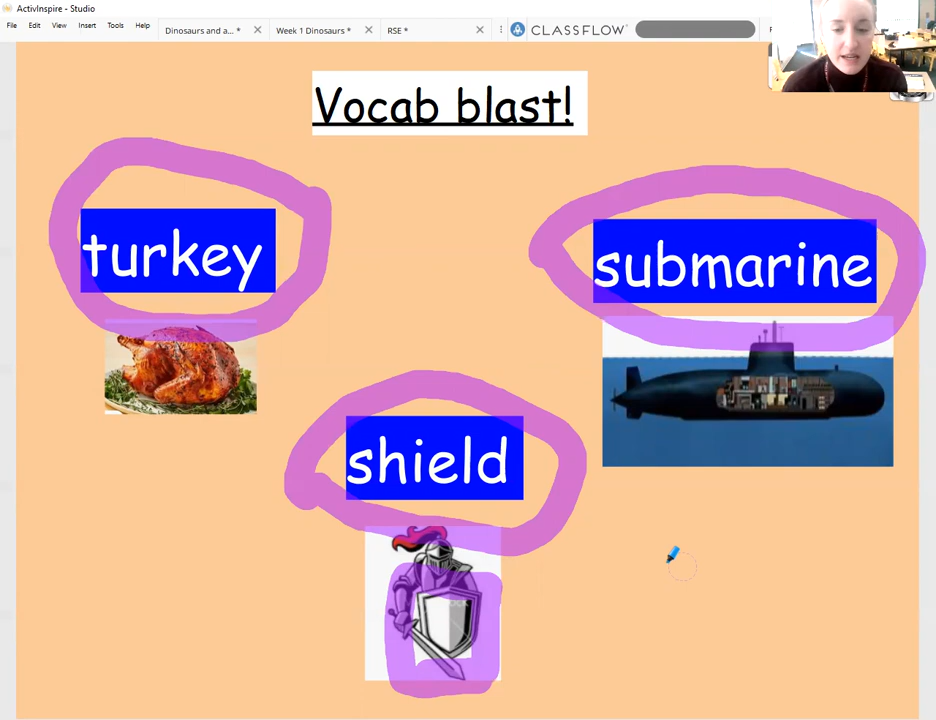 ActivInspire - Studio
File Edit View Insert Tools Help
Dinosaurs and a... * Week 1 Dinosaurs * RSE * CLASSFLOW
Vocab blast!
turkey
submarine
shield